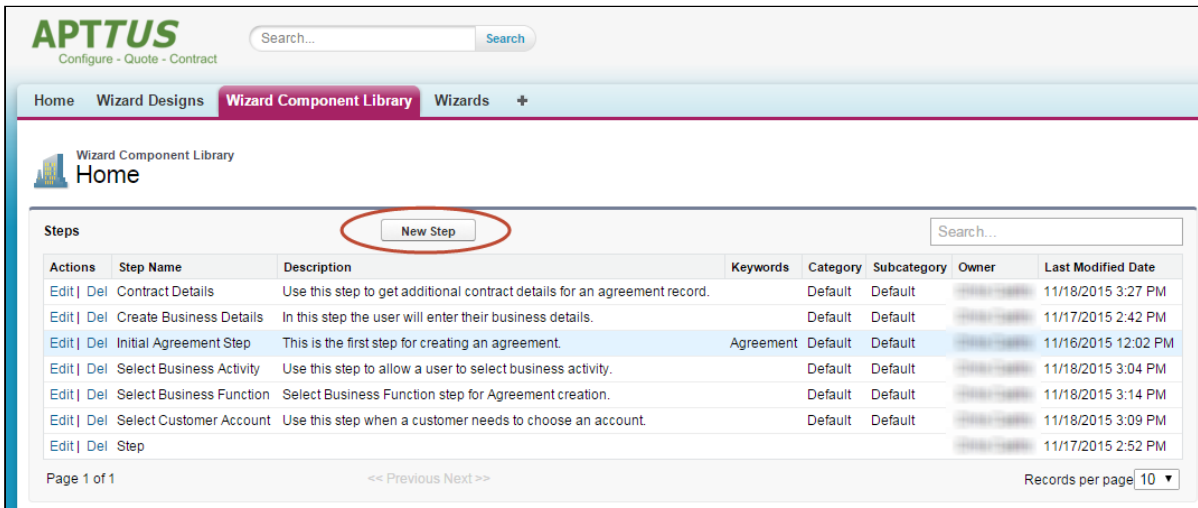 APTTUS
Configure - Quote - Contract
Search...
Search
Home Wizard Designs Wizard Component Library Wizards +
Wizard Component Library
Home
Steps New Step Search...
Actions Step Name Description Keywords Category Subcategory Owner Last Modified Date
Edit | Del Contract Details Use this step to get additional contract details for an agreement record. Default Default 11/18/2015 3:27 PM
Edit | Del Create Business Details In this step the user will enter their business details. Default Default 11/17/2015 2:42 PM
Edit | Del Initial Agreement Step This is the first step for creating an agreement. Agreement Default Default 11/16/2015 12:02 PM
Edit | Del Select Business Activity Use this step to allow a user to select business activity. Default Default 11/18/2015 3:04 PM
Edit | Del Select Business Function Select Business Function step for Agreement creation. Default Default 11/18/2015 3:14 PM
Edit | Del Select Customer Account Use this step when a customer needs to choose an account. Default Default 11/18/2015 3:09 PM
Edit | Del Step 11/17/2015 2:52 PM
Page 1 of 1 << Previous Next >> Records per page 10